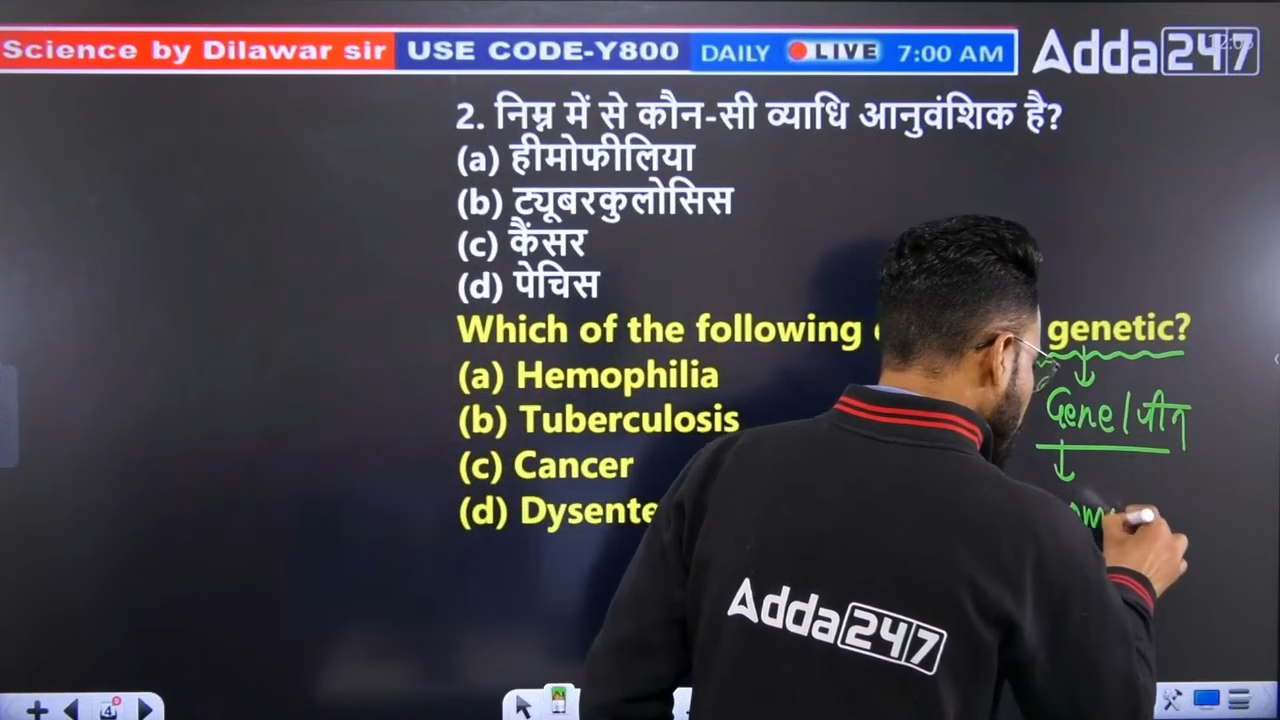 Science by Dilawar sir USE CODE-Y800 DAILY LIVE 7:00 AM Adda247
2. निम्न में से कौन-सी व्याधि आनुवंशिक है?
(a) हीमोफीलिया
(b) ट्यूबरकुलोसिस
(c) कैंसर
(d) पेचिस
Which of the following genetic?
(a) Hemophilia
(b) Tuberculosis
(c) Cancer
(d) Dysente
Gene/जीन
Adda247
4